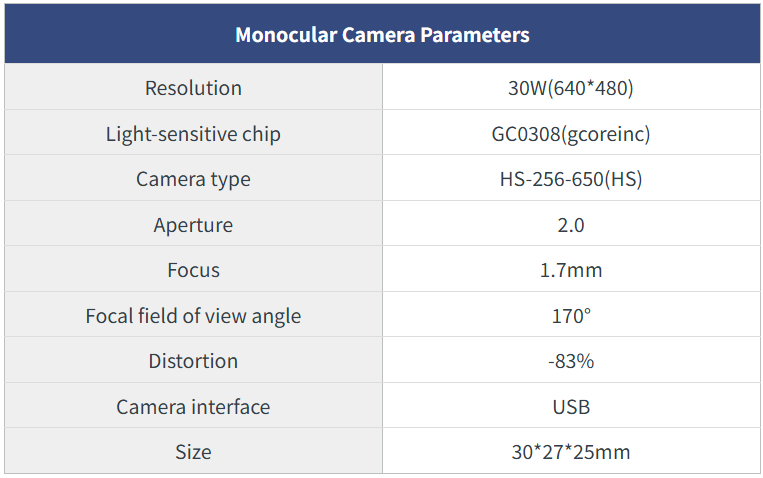 Monocular Camera Parameters
Resolution 30W(640*480)
Light-sensitive chip GC0308(gcoreinc)
Camera type HS-256-650(HS)
Aperture 2.0
Focus 1.7mm
Focal field of view angle 170°
Distortion -83%
Camera interface USB
Size 30*27*25mm